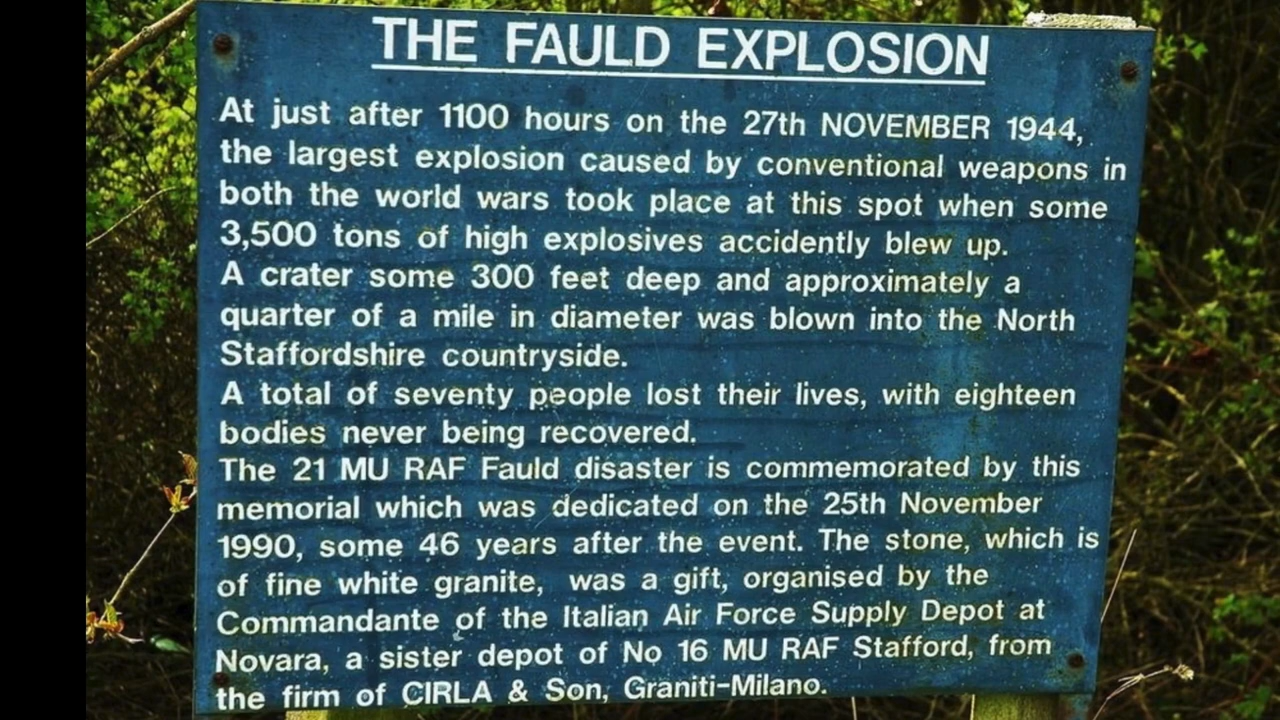 THE FAULD EXPLOSION
At just after 1100 hours on the 27th NOVEMBER 1944,
the largest explosion caused by conventional weapons in
both the world wars took place at this spot when some
3,500 tons of high explosives accidently blew up.
A crater some 300 feet deep and approximately a
quarter of a mile in diameter was blown into the North
Staffordshire countryside.
A total of seventy people lost their lives, with eighteen
bodies never being recovered.
The 21 MU RAF Fauld disaster is commemorated by this
memorial which was dedicated on the 25th November
1990, some 46 years after the event. The stone, which is
of fine white granite, was a gift, organised by the
Commandante of the Italian Air Force Supply Depot at
Novara, a sister depot of No 16 MU RAF Stafford, from
the firm of CIRLA & Son, Graniti-Milano.